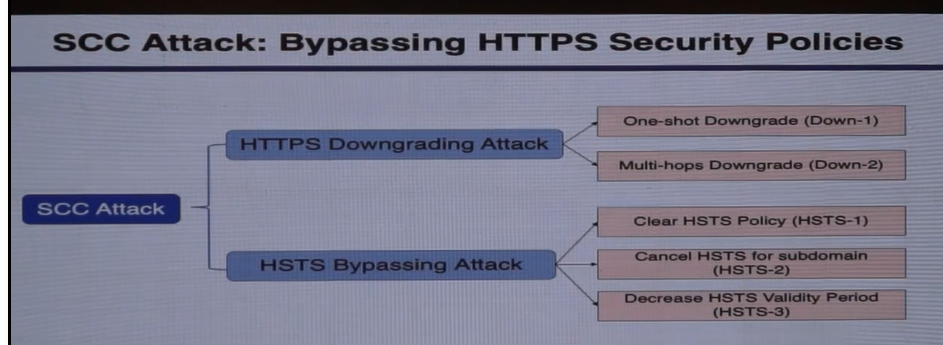 SCC Attack: Bypassing HTTPS Security Policies
SCC Attack
HTTPS Downgrading Attack
One-shot Downgrade (Down-1)
Multi-hops Downgrade (Down-2)
HSTS Bypassing Attack
Clear HSTS Policy (HSTS-1)
Cancel HSTS for subdomain
(HSTS-2)
Decrease HSTS Validity Period
(HSTS-3)